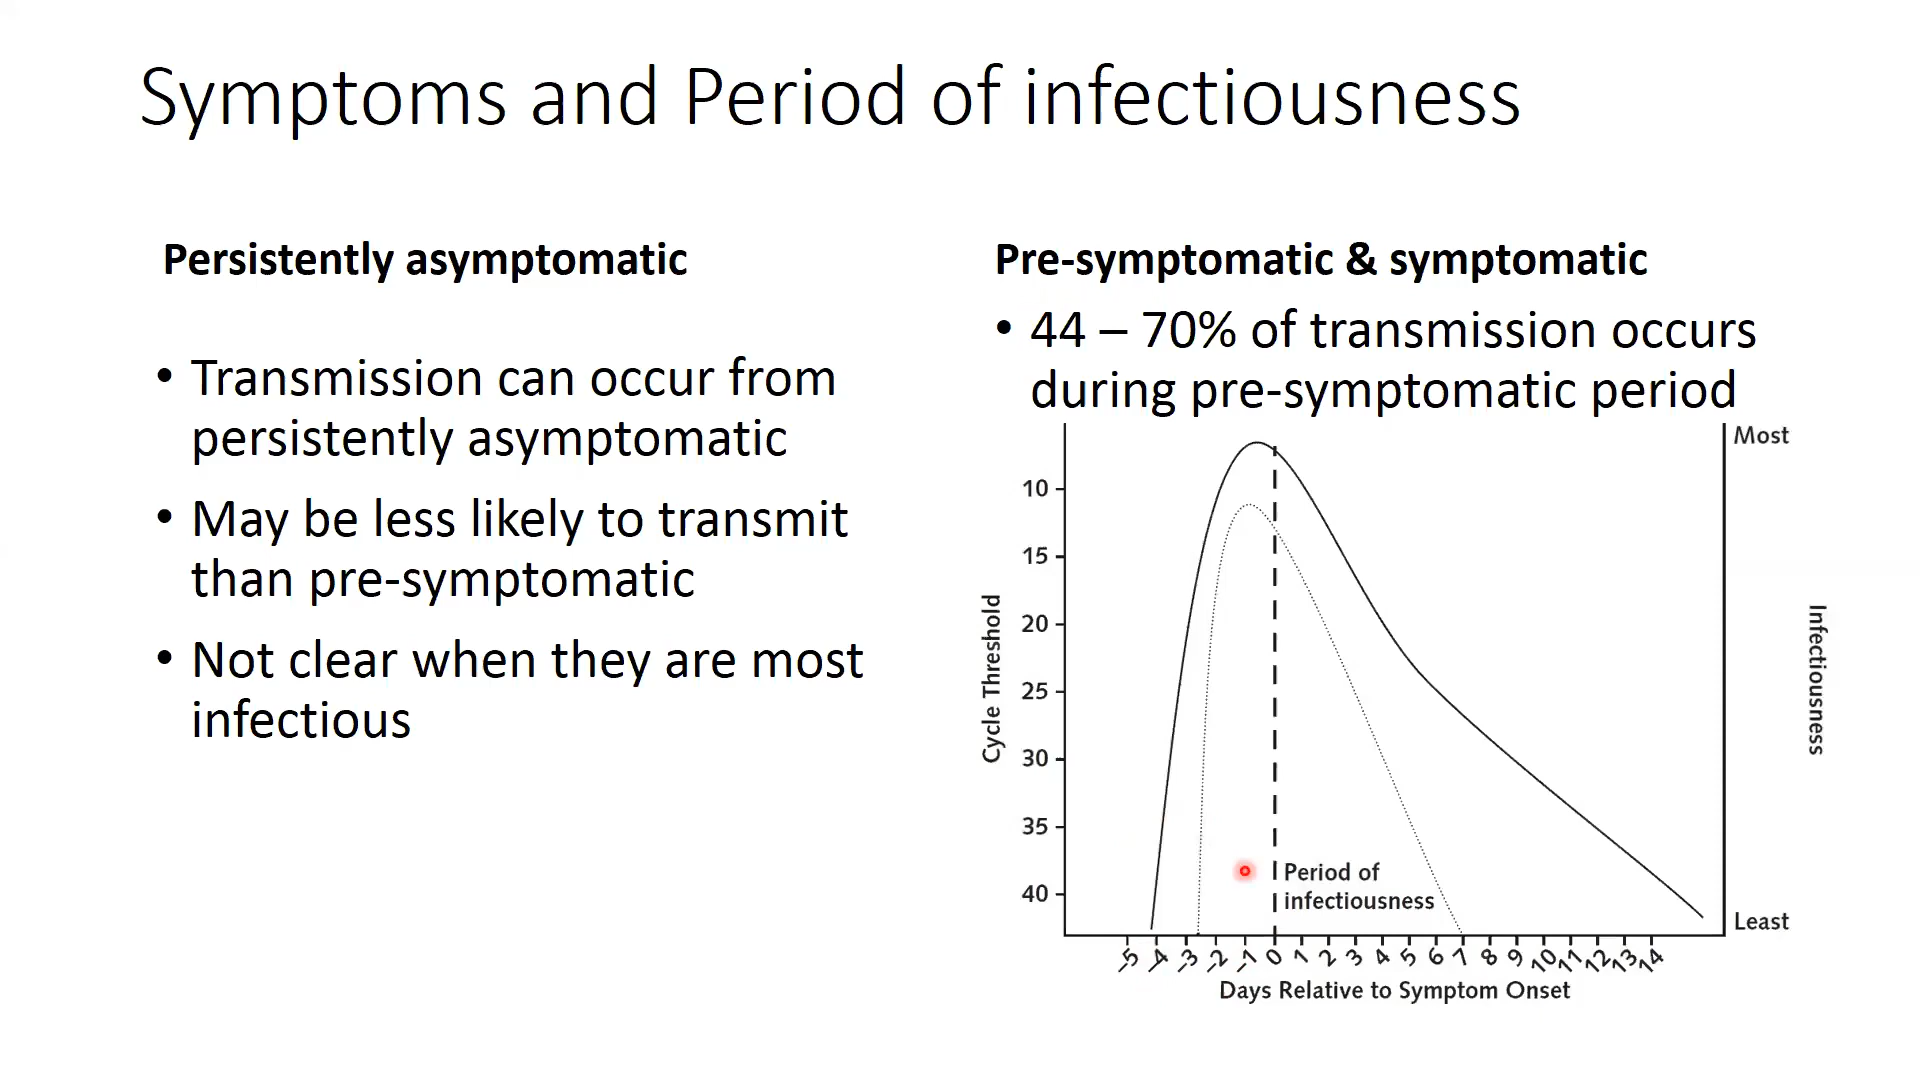 Symptoms and Period of infectiousness
Persistently asymptomatic
• Transmission can occur from
persistently asymptomatic
• May be less likely to transmit
than pre-symptomatic
• Not clear when they are most
infectious
Pre-symptomatic & symptomatic
• 44 – 70% of transmission occurs
during pre-symptomatic period
Most
10
15
20
25
30
35
40
Cycle Threshold
Infectiousness
Period of
infectiousness
Least
-5 -4 -3 -2 -1 0 1 2 3 4 5 6 7 8 9 10 11 12 13 14
Days Relative to Symptom Onset